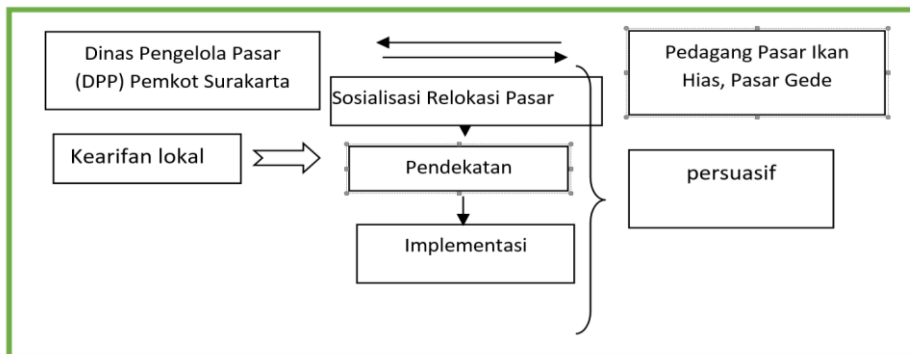 Dinas Pengelola Pasar
(DPP) Pemkot Surakarta
Pedagang Pasar Ikan
Hias, Pasar Gede
Sosialisasi Relokasi Pasar
Kearifan lokal
Pendekatan
persuasif
Implementasi